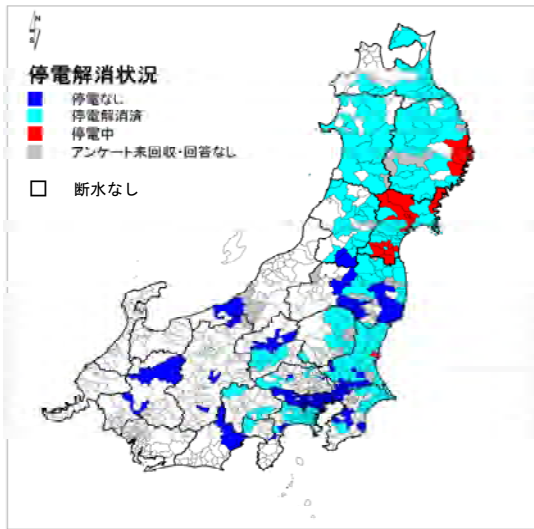 N
S
停電解消状況
停電なし
停電解消済
停電中
アンケート未回収・回答なし
断水なし